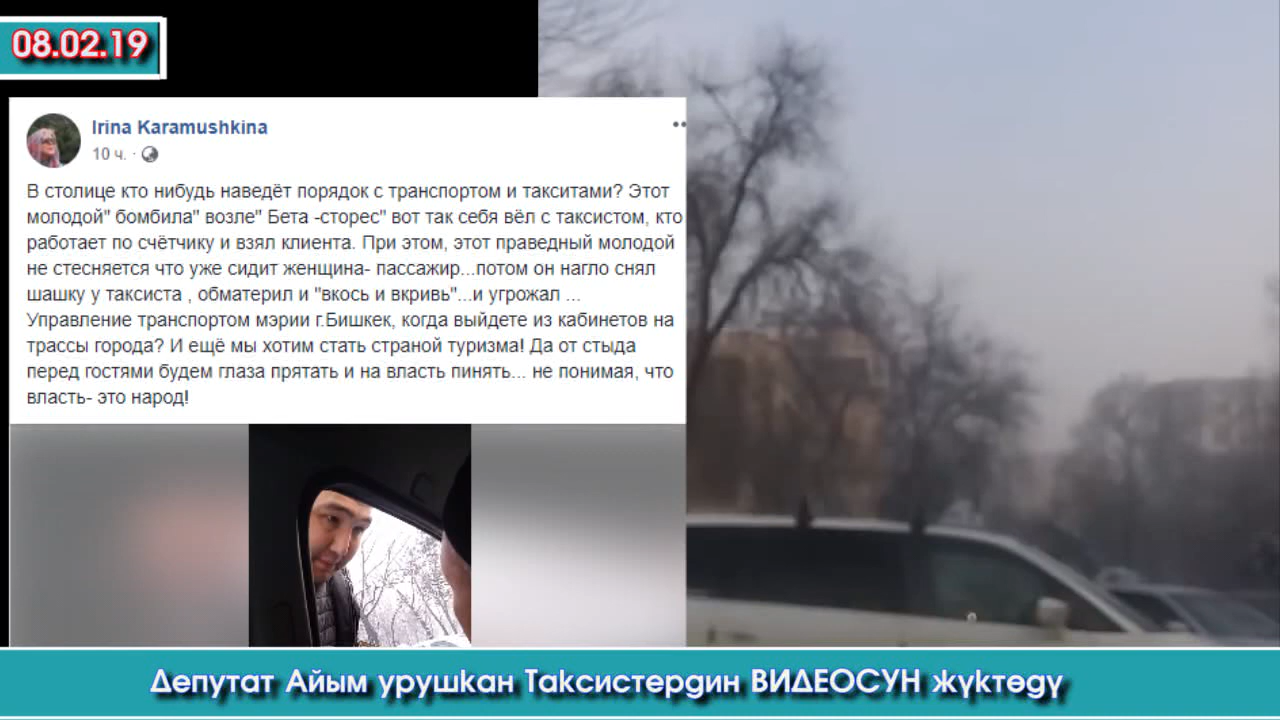 08.02.19
Irina Karamushkina
10 ч. ·
В столице кто нибудь наведёт порядок с транспортом и такситами? Этот
молодой" бомбила" возле" Бета -сторес" вот так себя вёл с таксистом, кто
работает по счётчику и взял клиента. При этом, этот праведный молодой
не стесняется что уже сидит женщина- пассажир...потом он нагло снял
шашку у таксиста , обматерил и "вкось и вкривь"...и угрожал ...
Управление транспортом мэрии г.Бишкек, когда выйдете из кабинетов на
трассы города? И ещё мы хотим стать страной туризма! Да от стыда
перед гостями будем глаза прятать и на власть пинять... не понимая, что
власть- это народ!
Депутат Айым урушкан Таксистердин ВИДЕОСУН жүктөдү